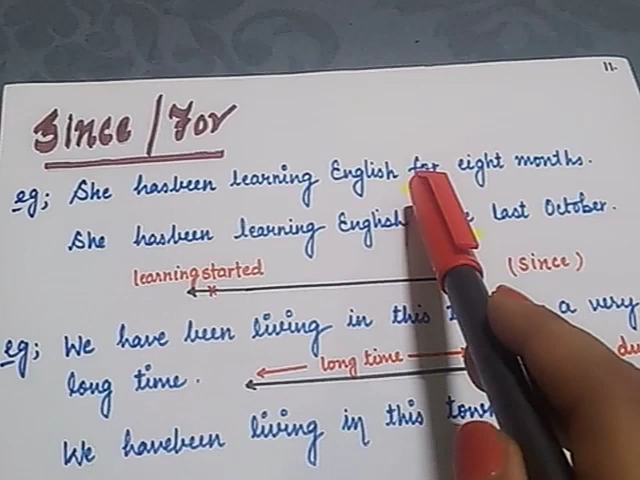 11.
Since / For
eg; She hasbeen learning English for eight months.
She hasbeen learning English last October.
learning started (since)
eg; We have been living in this a very
long time. long time
We havebeen living in this town